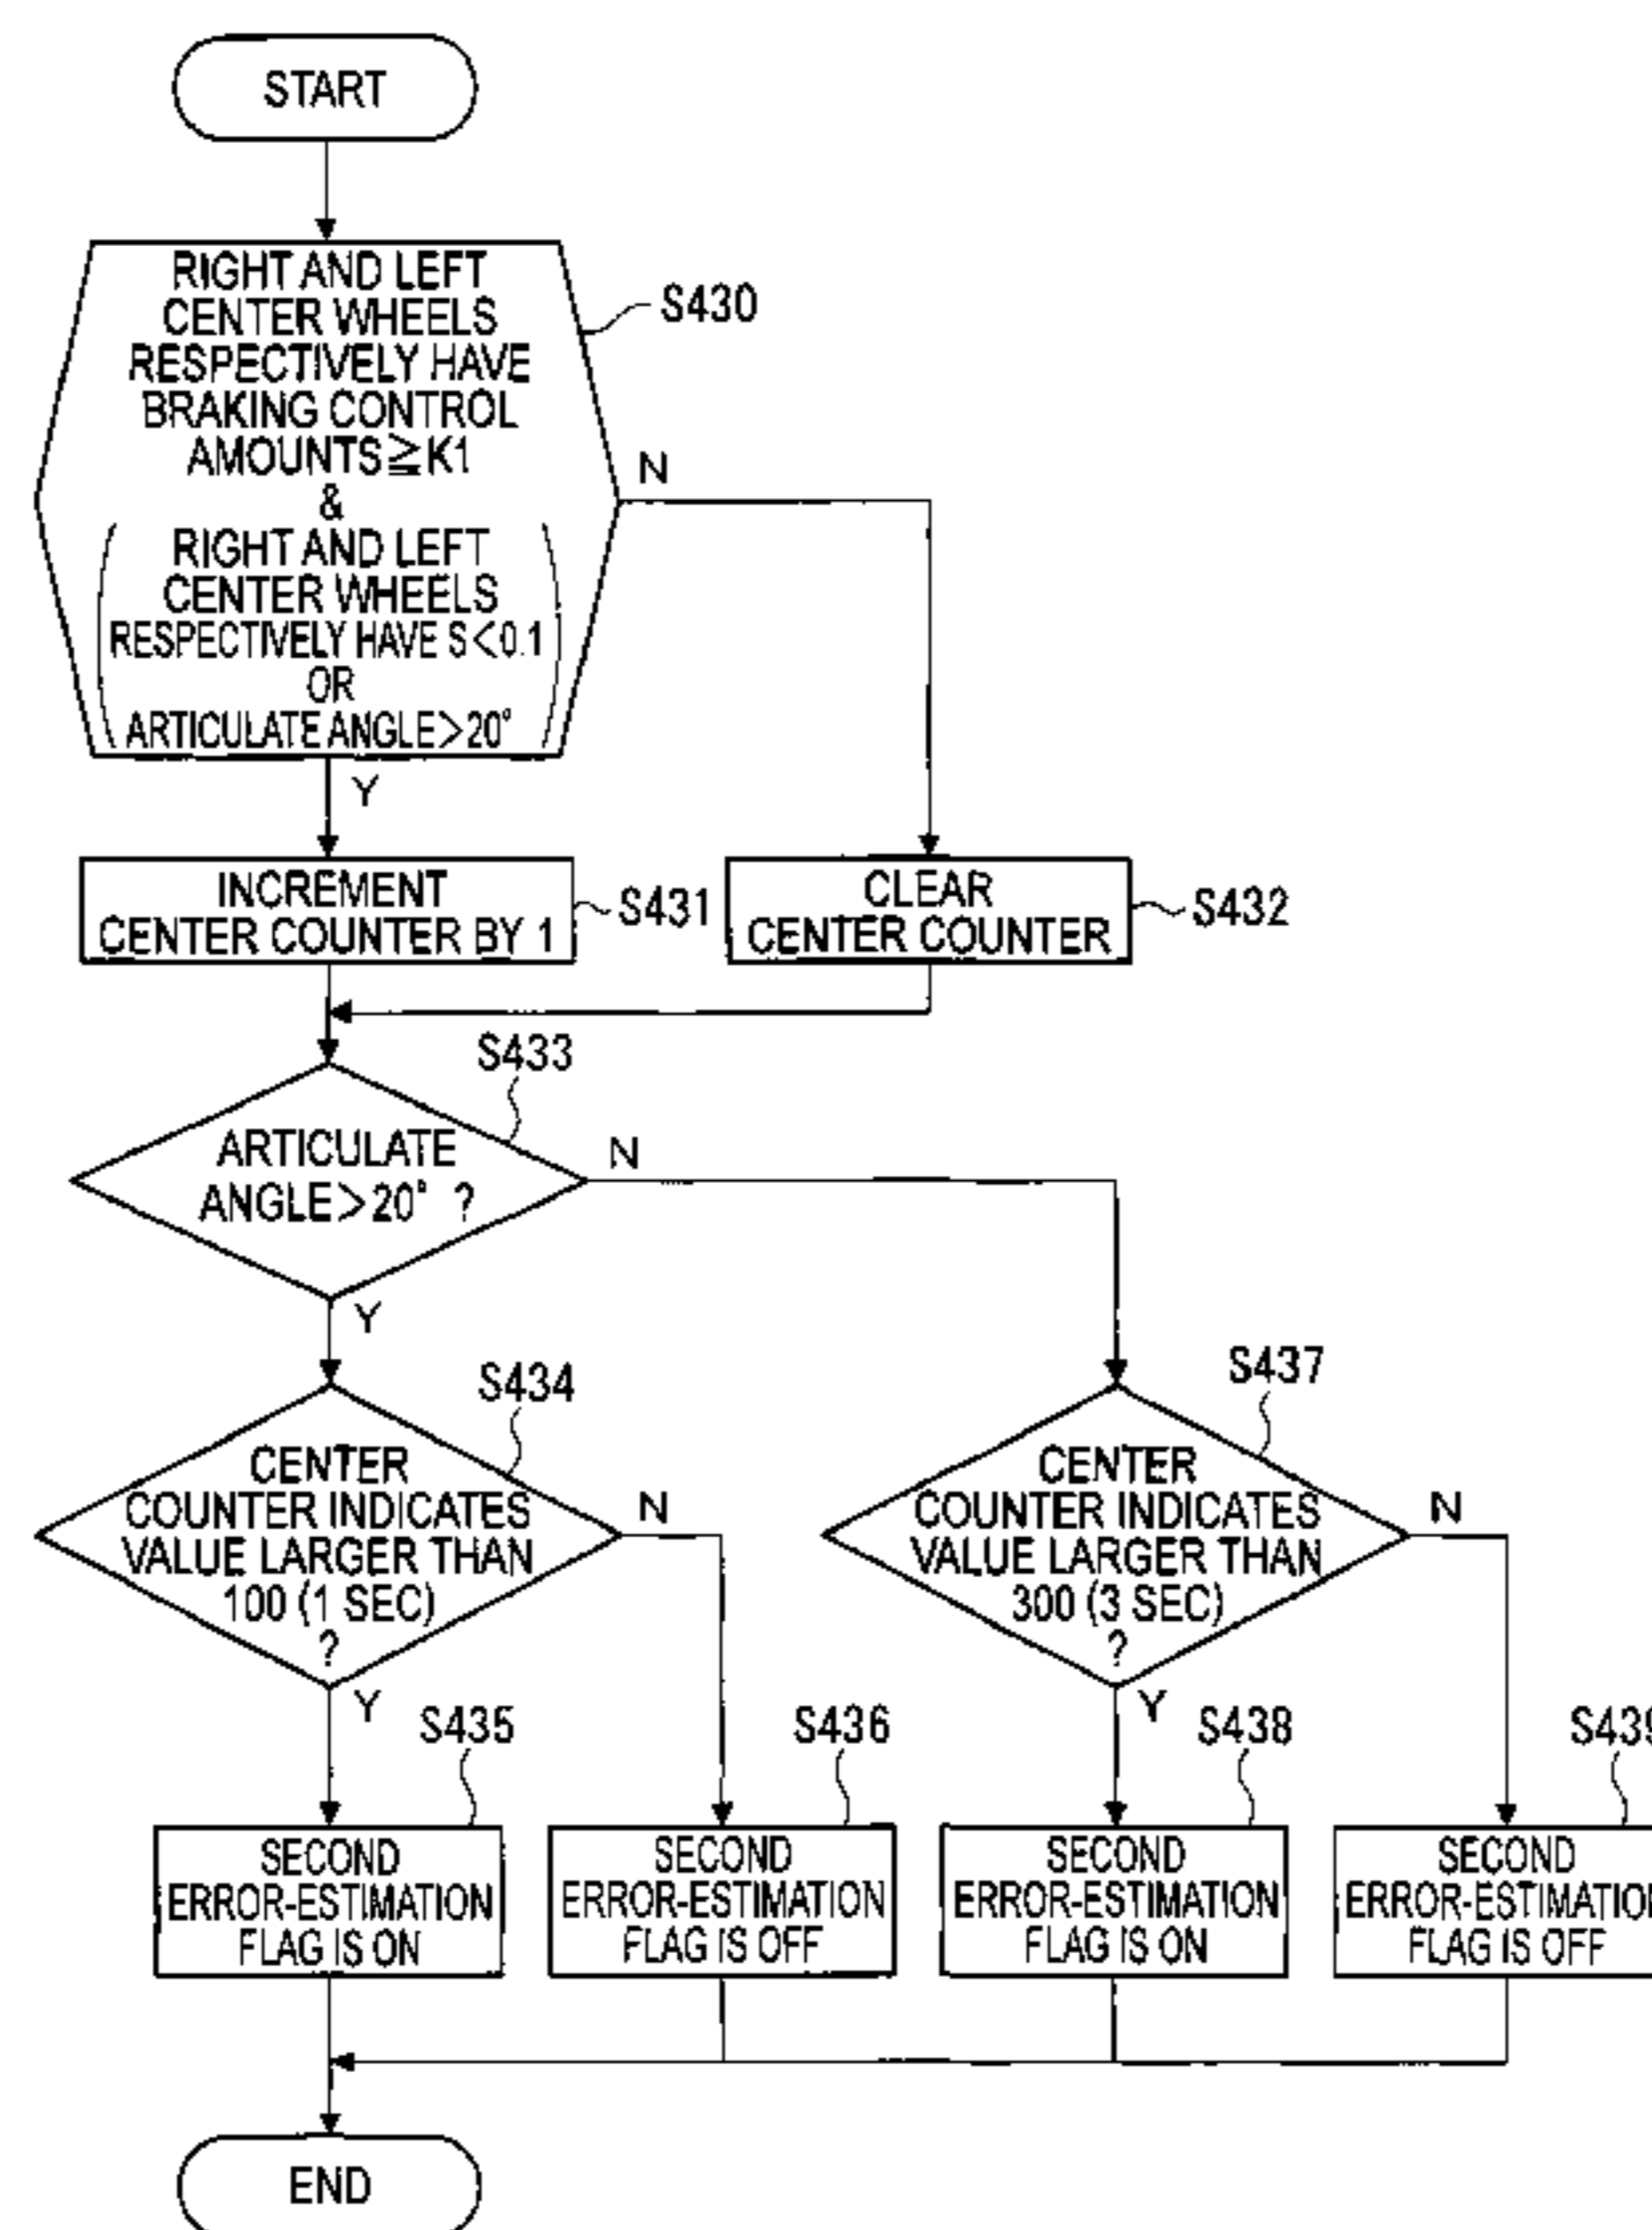 START
RIGHT AND LEFT
CENTER WHEELS
RESPECTIVELY HAVE
BRAKING CONTROL
AMOUNTS≧K1
&
RIGHT AND LEFT
CENTER WHEELS
RESPECTIVELY HAVE S<0.1
OR
ARTICULATE ANGLE>20°
S430
N
Y
INCREMENT
CENTER COUNTER BY 1
S431
CLEAR
CENTER COUNTER
S432
S433
ARTICULATE
ANGLE>20° ?
N
Y
S434
CENTER
COUNTER INDICATES
VALUE LARGER THAN
100 (1 SEC)
?
N
Y
S437
CENTER
COUNTER INDICATES
VALUE LARGER THAN
300 (3 SEC)
?
N
Y
S435
SECOND
ERROR-ESTIMATION
FLAG IS ON
S436
SECOND
ERROR-ESTIMATION
FLAG IS OFF
S438
SECOND
ERROR-ESTIMATION
FLAG IS ON
S439
SECOND
ERROR-ESTIMATION
FLAG IS OFF
END